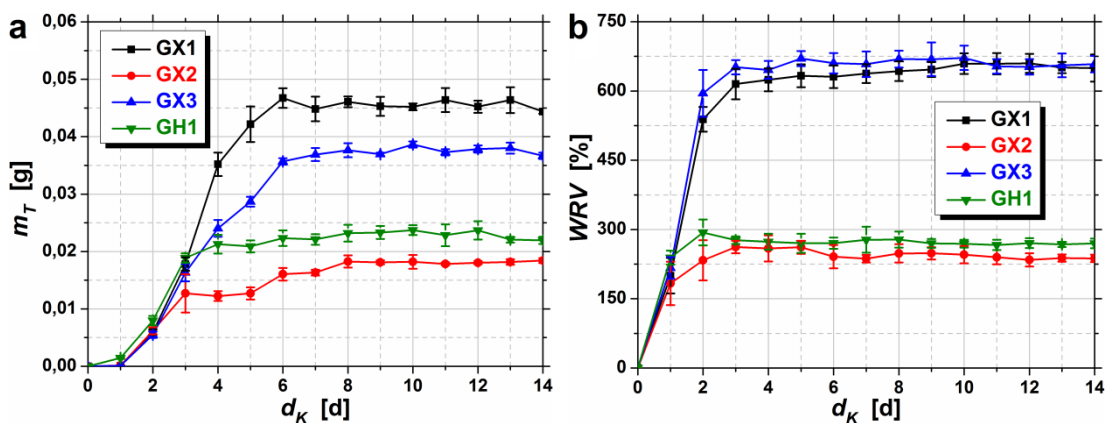 a
0,06
0,05
0,04
0,03
0,02
0,01
0,00
m_T [g]
GX1
GX2
GX3
GH1
0 2 4 6 8 10 12 14
d_K [d]
b
750
600
450
300
150
0
WRV [%]
GX1
GX2
GX3
GH1
0 2 4 6 8 10 12 14
d_K [d]